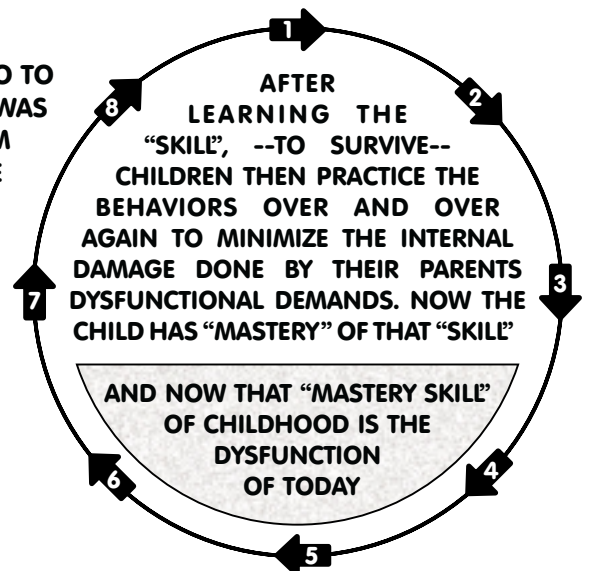 O TO
WAS
M
E
1
2
3
4
5
6
7
8
AFTER
LEARNING THE
“SKILL”, --TO SURVIVE--
CHILDREN THEN PRACTICE THE
BEHAVIORS OVER AND OVER
AGAIN TO MINIMIZE THE INTERNAL
DAMAGE DONE BY THEIR PARENTS
DYSFUNCTIONAL DEMANDS. NOW THE
CHILD HAS “MASTERY” OF THAT “SKILL”
AND NOW THAT “MASTERY SKILL”
OF CHILDHOOD IS THE
DYSFUNCTION
OF TODAY